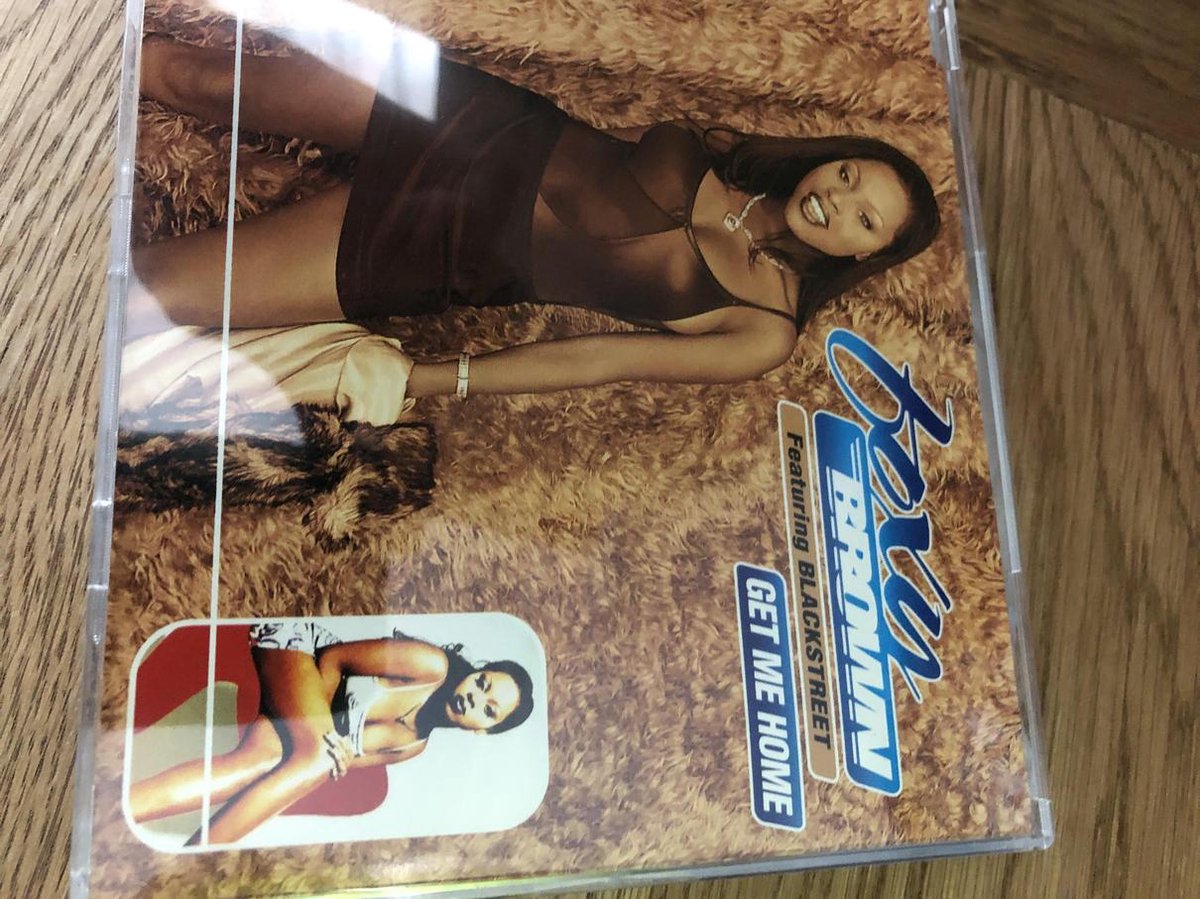 foxy
BROWN
Featuring BLACKSTREET
GET ME HOME